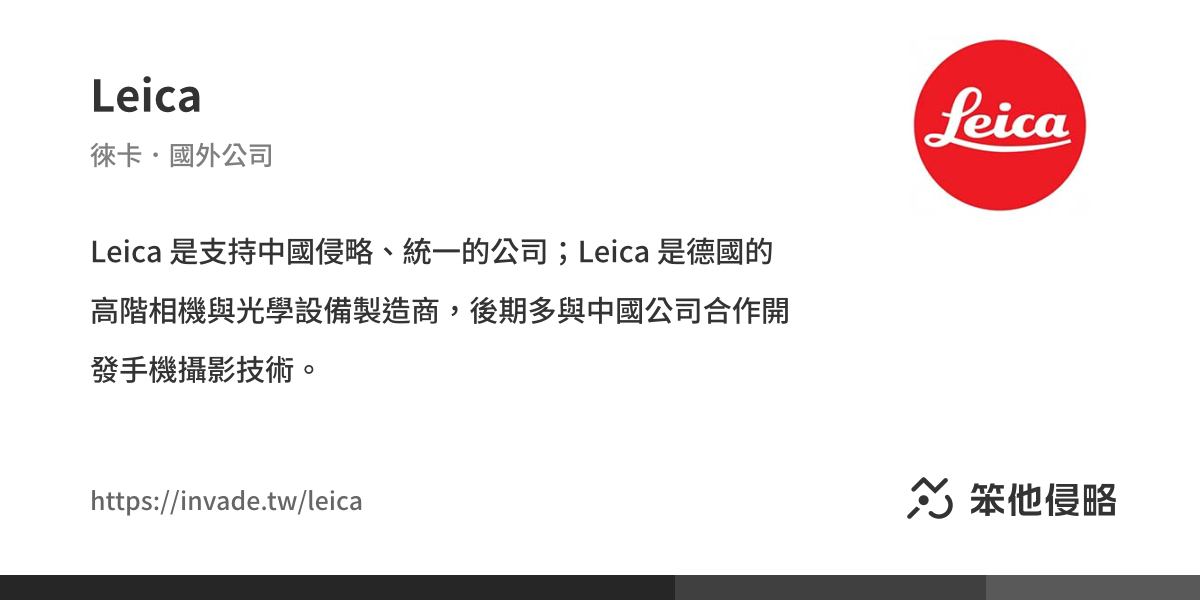 Leica
徠卡・國外公司
Leica
Leica 是支持中國侵略、統一的公司；Leica 是德國的
高階相機與光學設備製造商，後期多與中國公司合作開
發手機攝影技術。
https://invade.tw/leica
笨他侵略